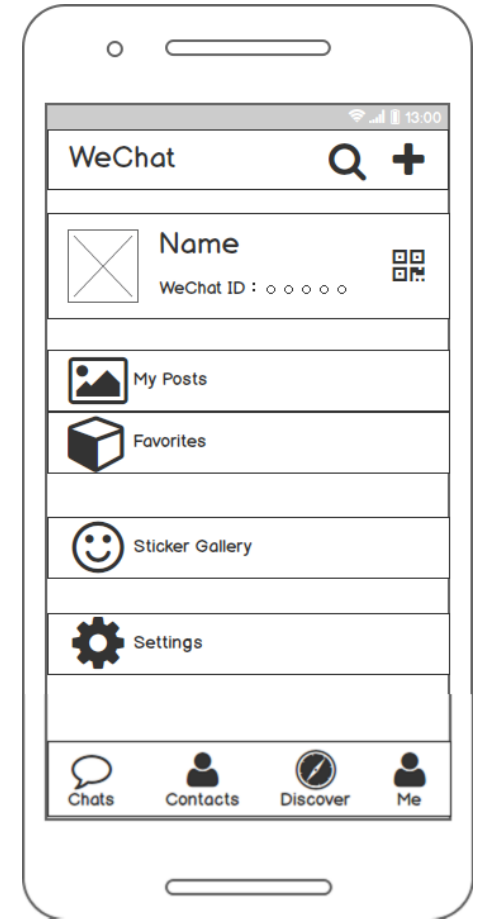 13:00
WeChat
Name
WeChat ID : o o o o o
My Posts
Favorites
Sticker Gallery
Settings
Chats Contacts Discover Me